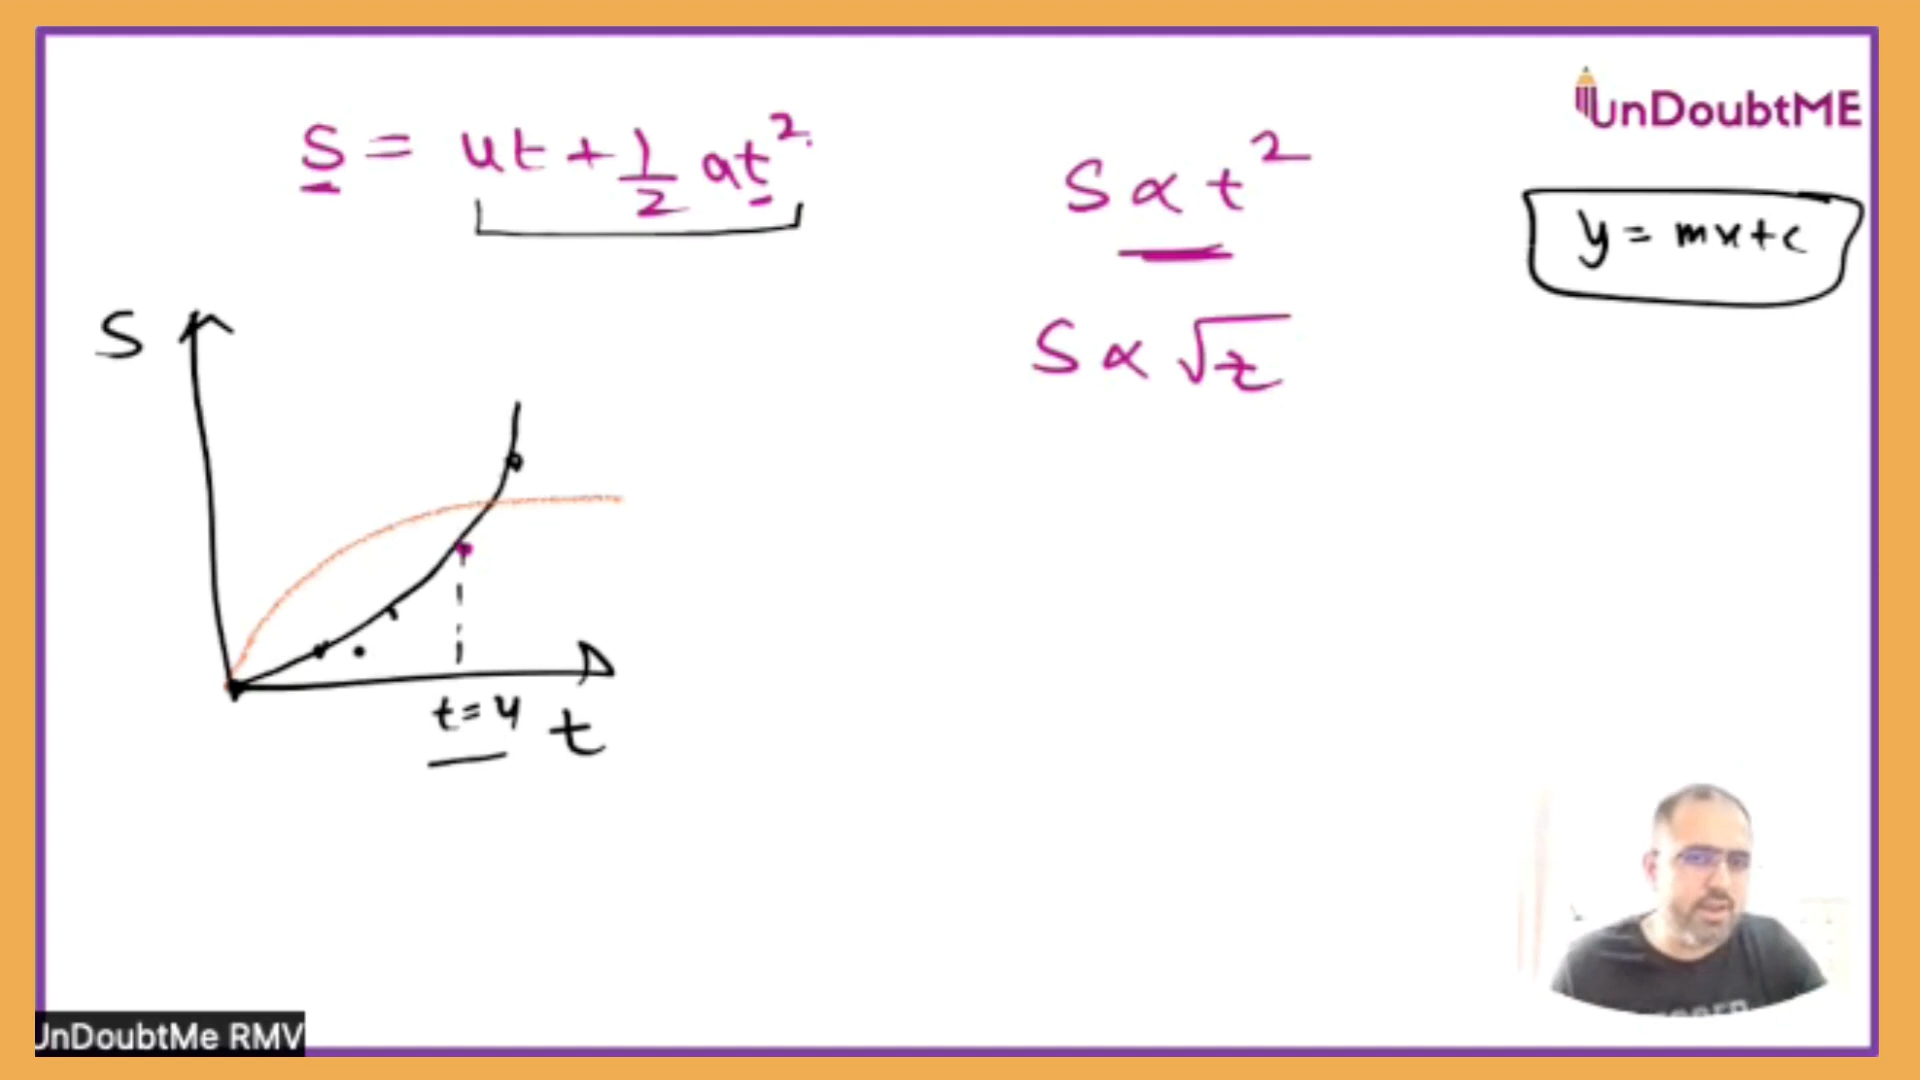 UnDoubtME
S = ut + 1/2 at²
S ∝ t²
y = mx + c
S ∝ √t
S
t = 4
t
UnDoubtMe RMV